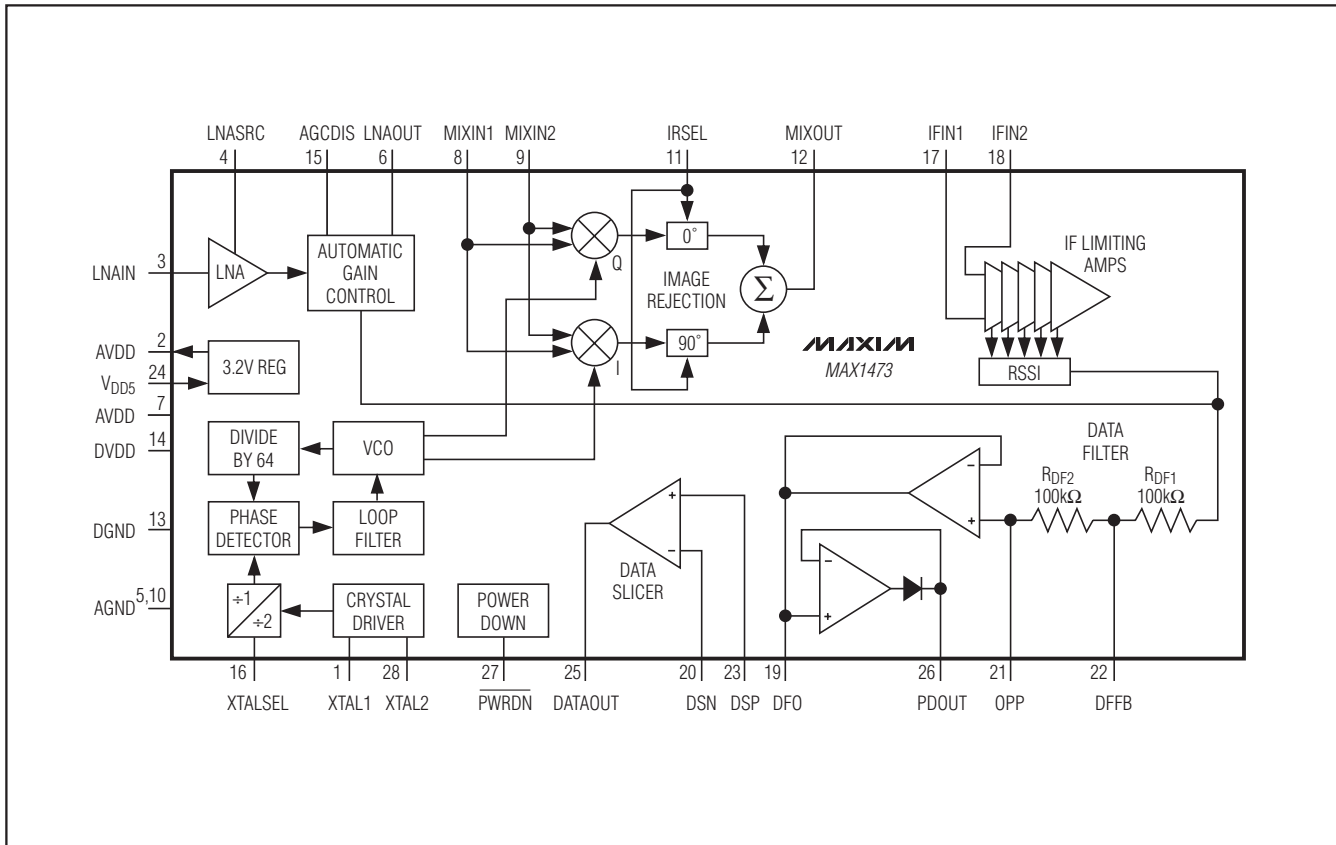 LNASRC
4
AGCDIS
15
LNAOUT
6
MIXIN1
8
MIXIN2
9
IRSEL
11
MIXOUT
12
IFIN1
17
IFIN2
18
LNAIN 3
LNA
AUTOMATIC
GAIN
CONTROL
Q
0°
IMAGE
REJECTION
Σ
I
90°
IF LIMITING
AMPS
RSSI
MAXIM
MAX1473
AVDD 2
VDD5 24
3.2V REG
AVDD 7
DVDD 14
DIVIDE
BY 64
VCO
DGND 13
PHASE
DETECTOR
LOOP
FILTER
AGND 5,10
÷1
÷2
CRYSTAL
DRIVER
POWER
DOWN
+
−
DATA
SLICER
-
+
−
+
DATA
FILTER
RDF2
100kΩ
RDF1
100kΩ
16
XTALSEL
1
XTAL1
28
XTAL2
27
PWRDN
25
DATAOUT
20
DSN
23
DSP
19
DFO
26
PDOUT
21
OPP
22
DFFB